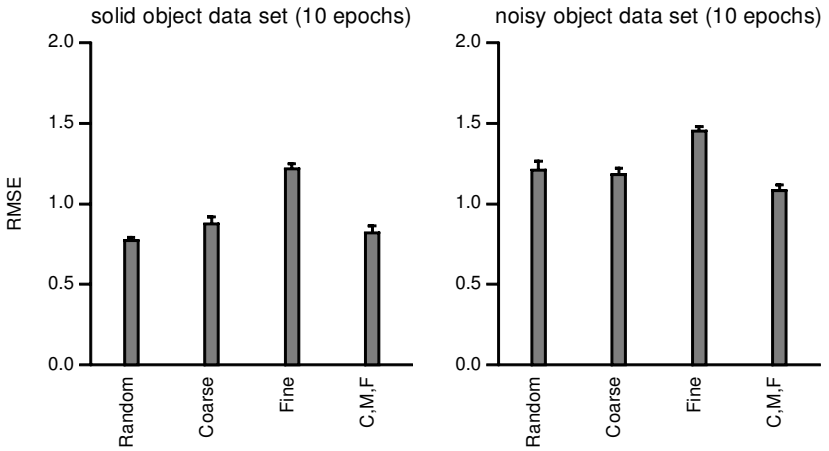 solid object data set (10 epochs)
2.0
1.5
1.0
0.5
0.0
RMSE
Random
Coarse
Fine
C,M,F
noisy object data set (10 epochs)
2.0
1.5
1.0
0.5
0.0
Random
Coarse
Fine
C,M,F